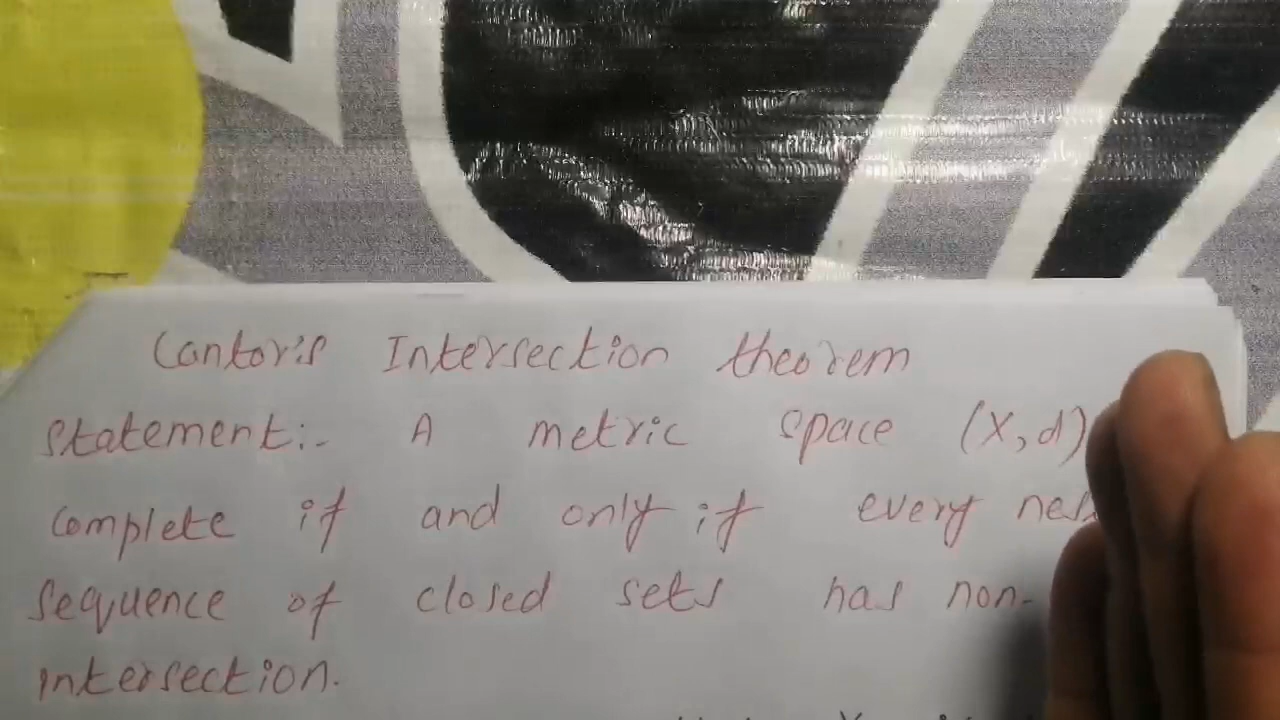 Cantor's Intersection theorem
Statement:- A metric space (X,d)
complete if and only if every
sequence of closed sets has non-
intersection.